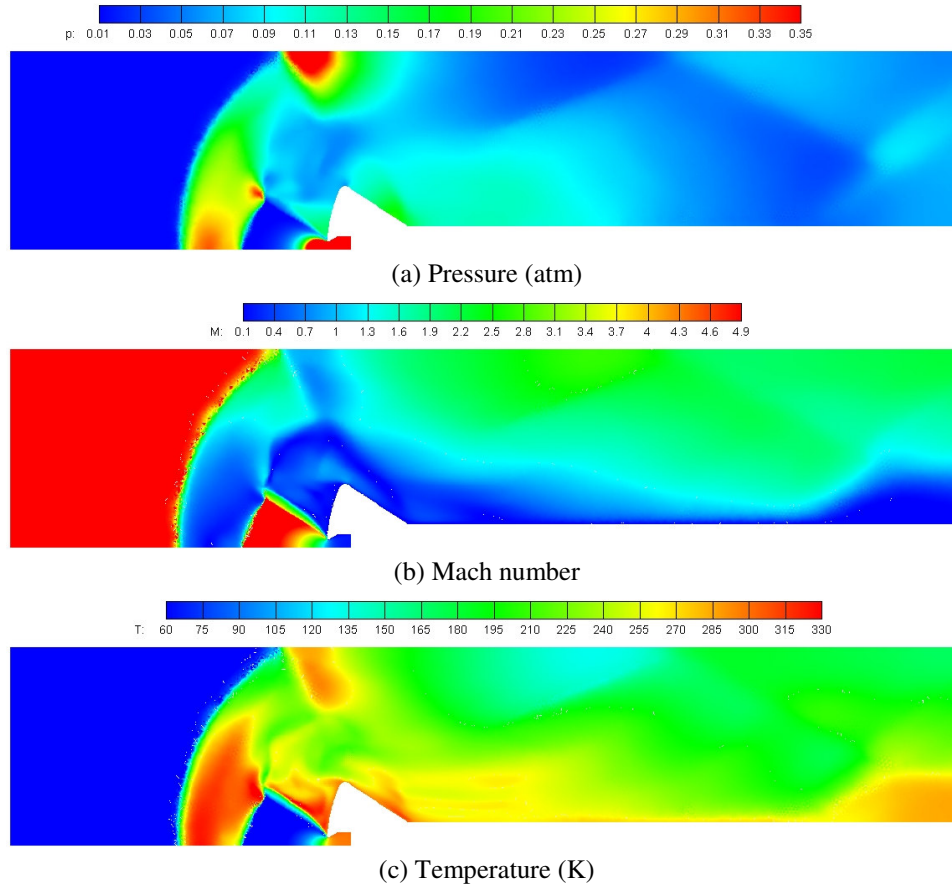 p: 0.01 0.03 0.05 0.07 0.09 0.11 0.13 0.15 0.17 0.19 0.21 0.23 0.25 0.27 0.29 0.31 0.33 0.35
(a) Pressure (atm)
M: 0.1 0.4 0.7 1 1.3 1.6 1.9 2.2 2.5 2.8 3.1 3.4 3.7 4 4.3 4.6 4.9
(b) Mach number
T: 60 75 90 105 120 135 150 165 180 195 210 225 240 255 270 285 300 315 330
(c) Temperature (K)